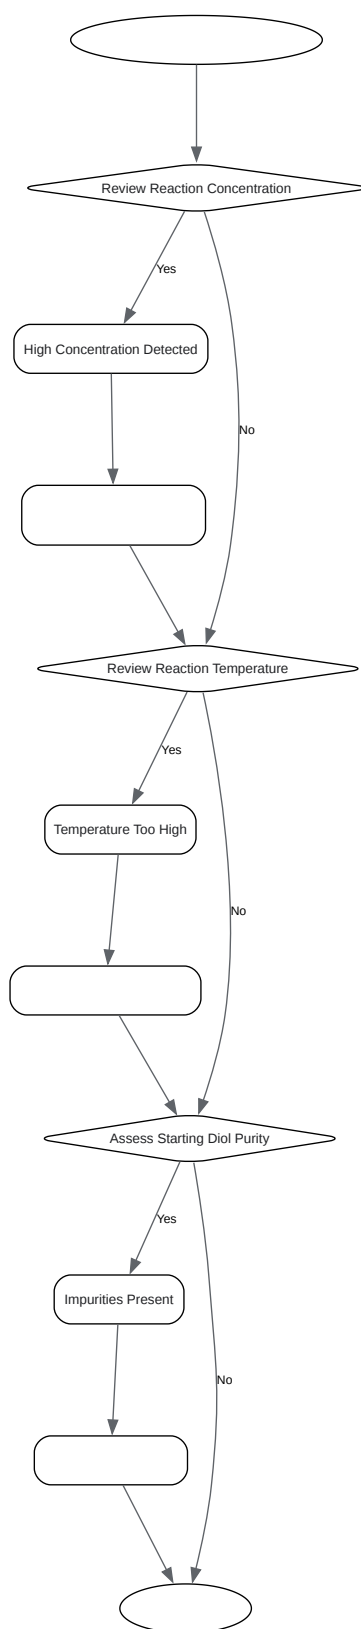 Review Reaction Concentration
Yes
High Concentration Detected
No
Review Reaction Temperature
Yes
Temperature Too High
No
Assess Starting Diol Purity
Yes
Impurities Present
No